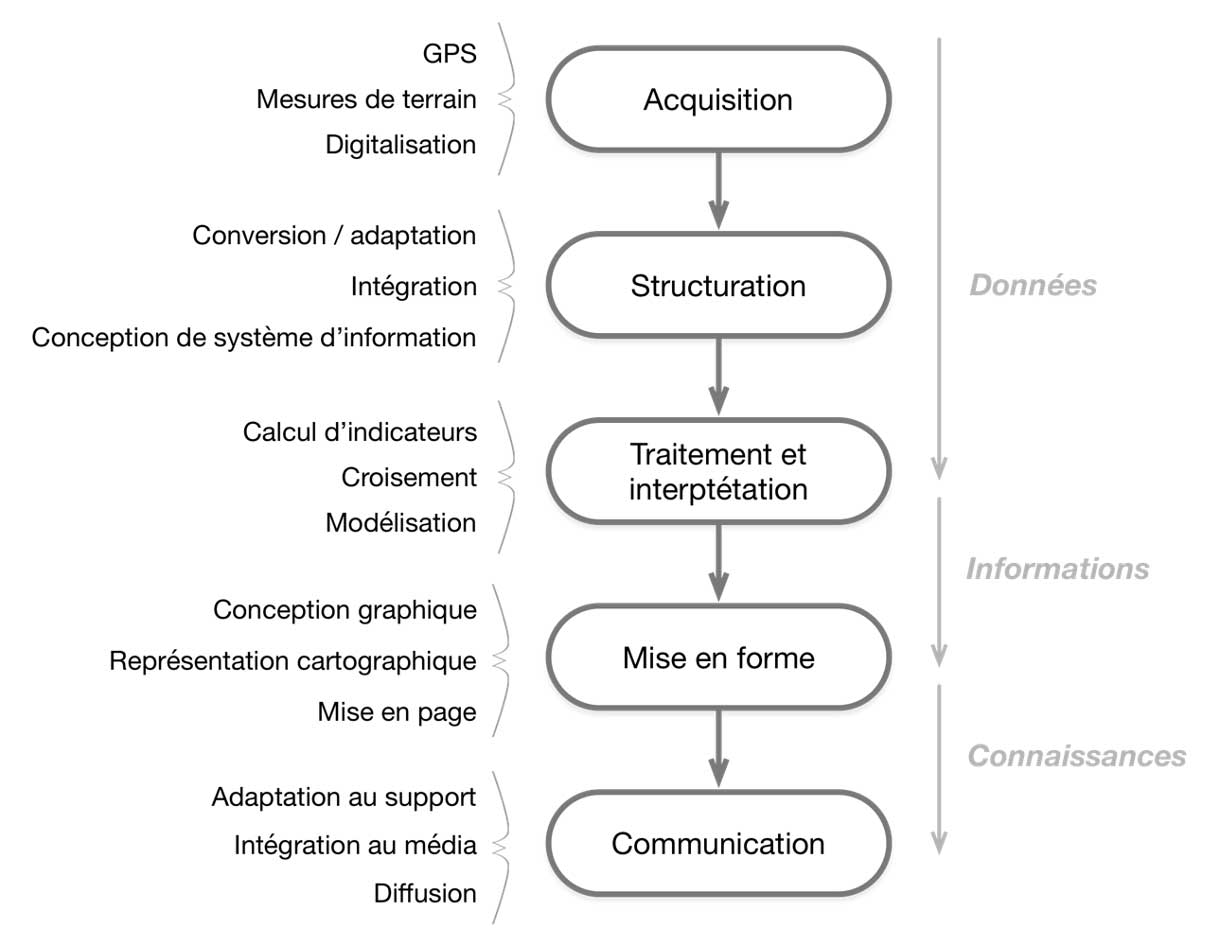 GPS
Mesures de terrain
Digitalisation
Acquisition
Conversion / adaptation
Intégration
Conception de système d’information
Structuration
Données
Calcul d’indicateurs
Croisement
Modélisation
Traitement et
interptétation
Informations
Conception graphique
Représentation cartographique
Mise en page
Mise en forme
Connaissances
Adaptation au support
Intégration au média
Diffusion
Communication